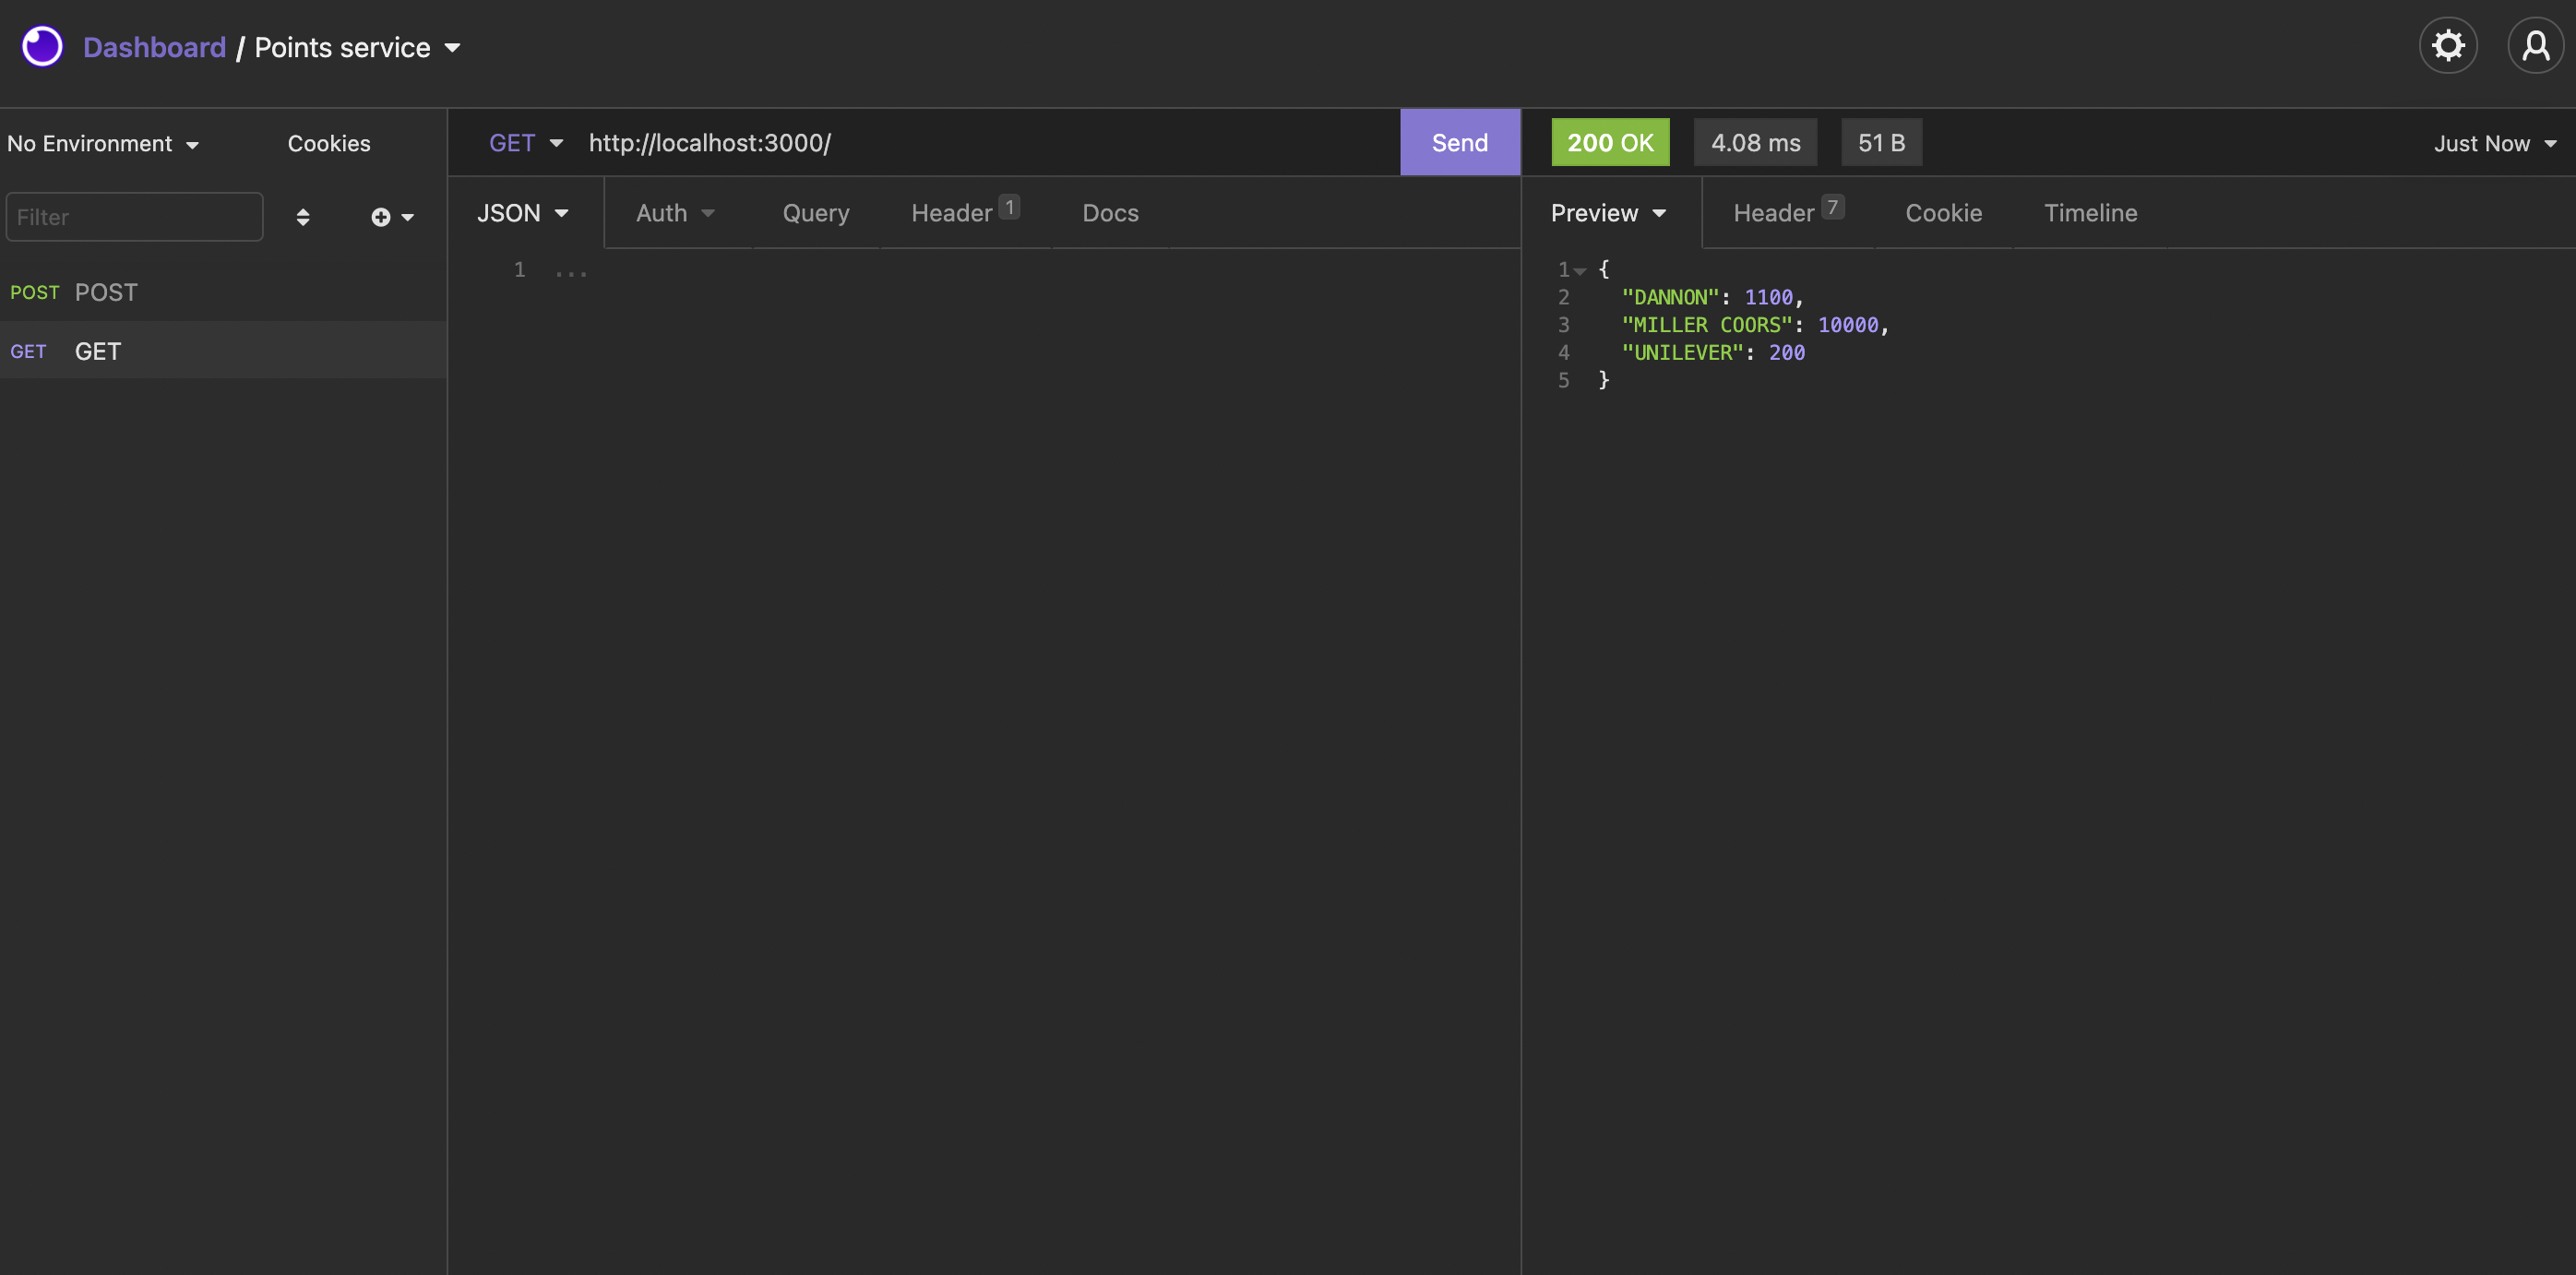 Dashboard / Points service
No Environment
Cookies
Filter
POST POST
GET GET
GET http://localhost:3000/ Send
JSON Auth Query Header 1 Docs
1 ...
200 OK 4.08 ms 51 B Just Now
Preview Header 7 Cookie Timeline
1 {
2 "DANNON": 1100,
3 "MILLER COORS": 10000,
4 "UNILEVER": 200
5 }